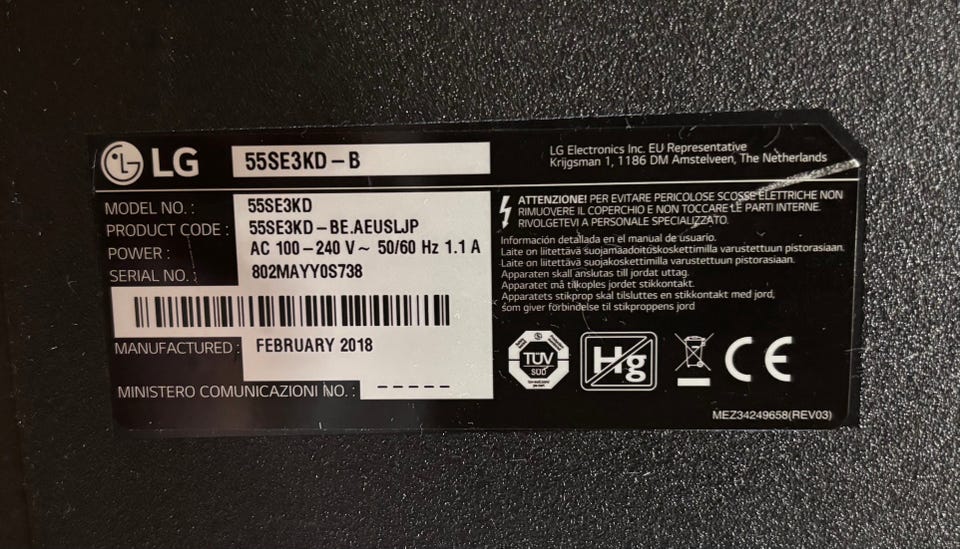 LG
55SE3KD - B
LG Electronics Inc. EU Representative
Krijgsman 1, 1186 DM Amstelveen, The Netherlands
MODEL NO. : 55SE3KD
PRODUCT CODE : 55SE3KD - BE.AEUSLJP
POWER : AC 100 - 240 V ~ 50/60 Hz 1.1 A
SERIAL NO. : 802MAYY0S738
MANUFACTURED : FEBRUARY 2018
MINISTERO COMUNICAZIONI NO. : - - - - -
ATTENZIONE! PER EVITARE PERICOLOSE SCOSSE ELETTRICHE NON
RIMUOVERE IL COPERCHIO E NON TOCCARE LE PARTI INTERNE.
RIVOLGETEVI A PERSONALE SPECIALIZZATO.
Información detallada en el manual de usuario.
Laite on liitettävä suojamaadoituskoskettimilla varustettuun pistorasiaan.
Laite on liitettävä suojakosketimilla varustettuun pistorasiaan.
Apparaten skall anslutas till jordat uttag.
Apparatet må tilkoples jordet stikkontakt.
Apparatets stikprop skal tilsluttes en stikkontakt med jord,
som giver forbindelse til stikproppens jord
TÜV
SÜD
Hg
CE
MEZ34249658(REV03)